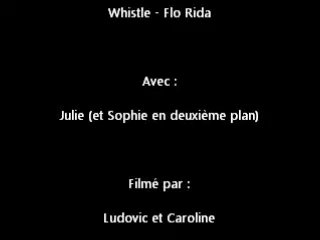 Whistle - Flo Rida
Avec :
Julie (et Sophie en deuxième plan)
Filmé par :
Ludovic et Caroline